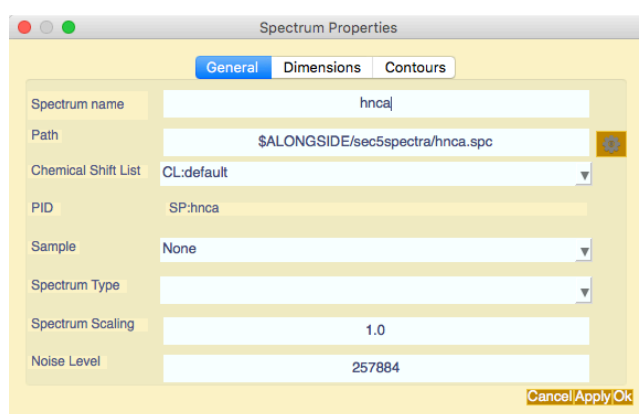 Spectrum Properties
General Dimensions Contours
Spectrum name hnca
Path $ALONGSIDE/sec5spectra/hnca.spc
Chemical Shift List CL:default
PID SP:hnca
Sample None
Spectrum Type
Spectrum Scaling 1.0
Noise Level 257884
Cancel Apply Ok